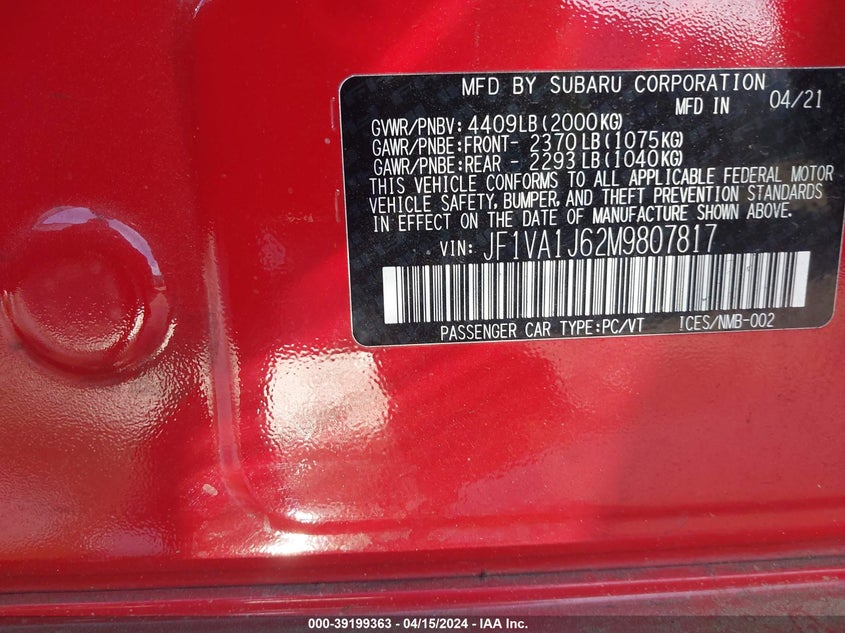 MFD BY SUBARU CORPORATION
MFD IN 04/21
GVWR/PNBV: 4409LB(2000KG)
GAWR/PNBE:FRONT- 2370LB(1075KG)
GAWR/PNBE:REAR - 2293LB(1040KG)
THIS VEHICLE CONFORMS TO ALL APPLICABLE FEDERAL MOTOR
VEHICLE SAFETY, BUMPER, AND THEFT PREVENTION STANDARDS
IN EFFECT ON THE DATE OF MANUFACTURE SHOWN ABOVE.
VIN: JF1VA1J62M9807817
PASSENGER CAR TYPE:PC/VT ICES/NMB-002
000-39199363 - 04/15/2024 - IAA Inc.